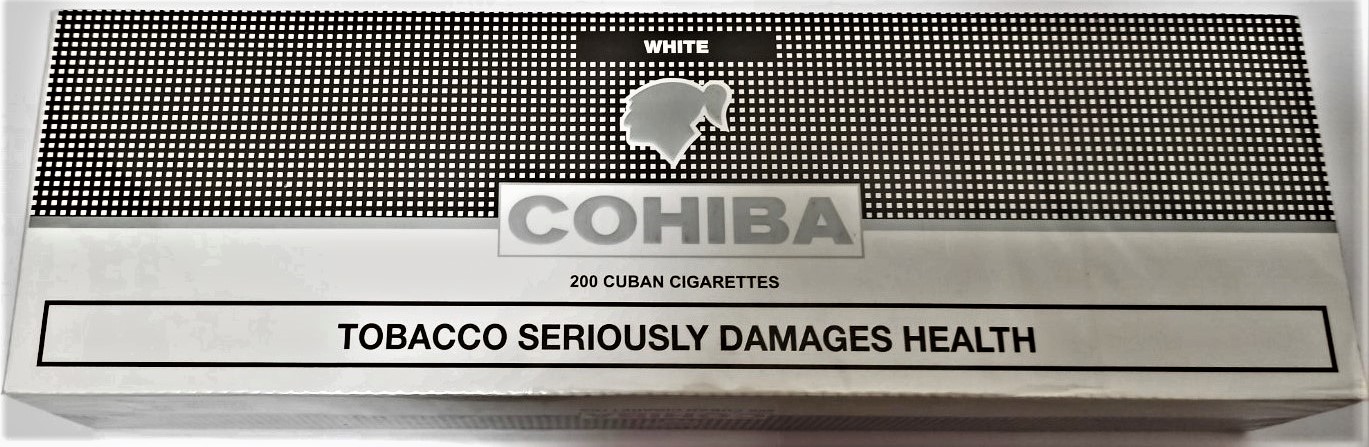 WHITE
COHIBA
200 CUBAN CIGARETTES
TOBACCO SERIOUSLY DAMAGES HEALTH